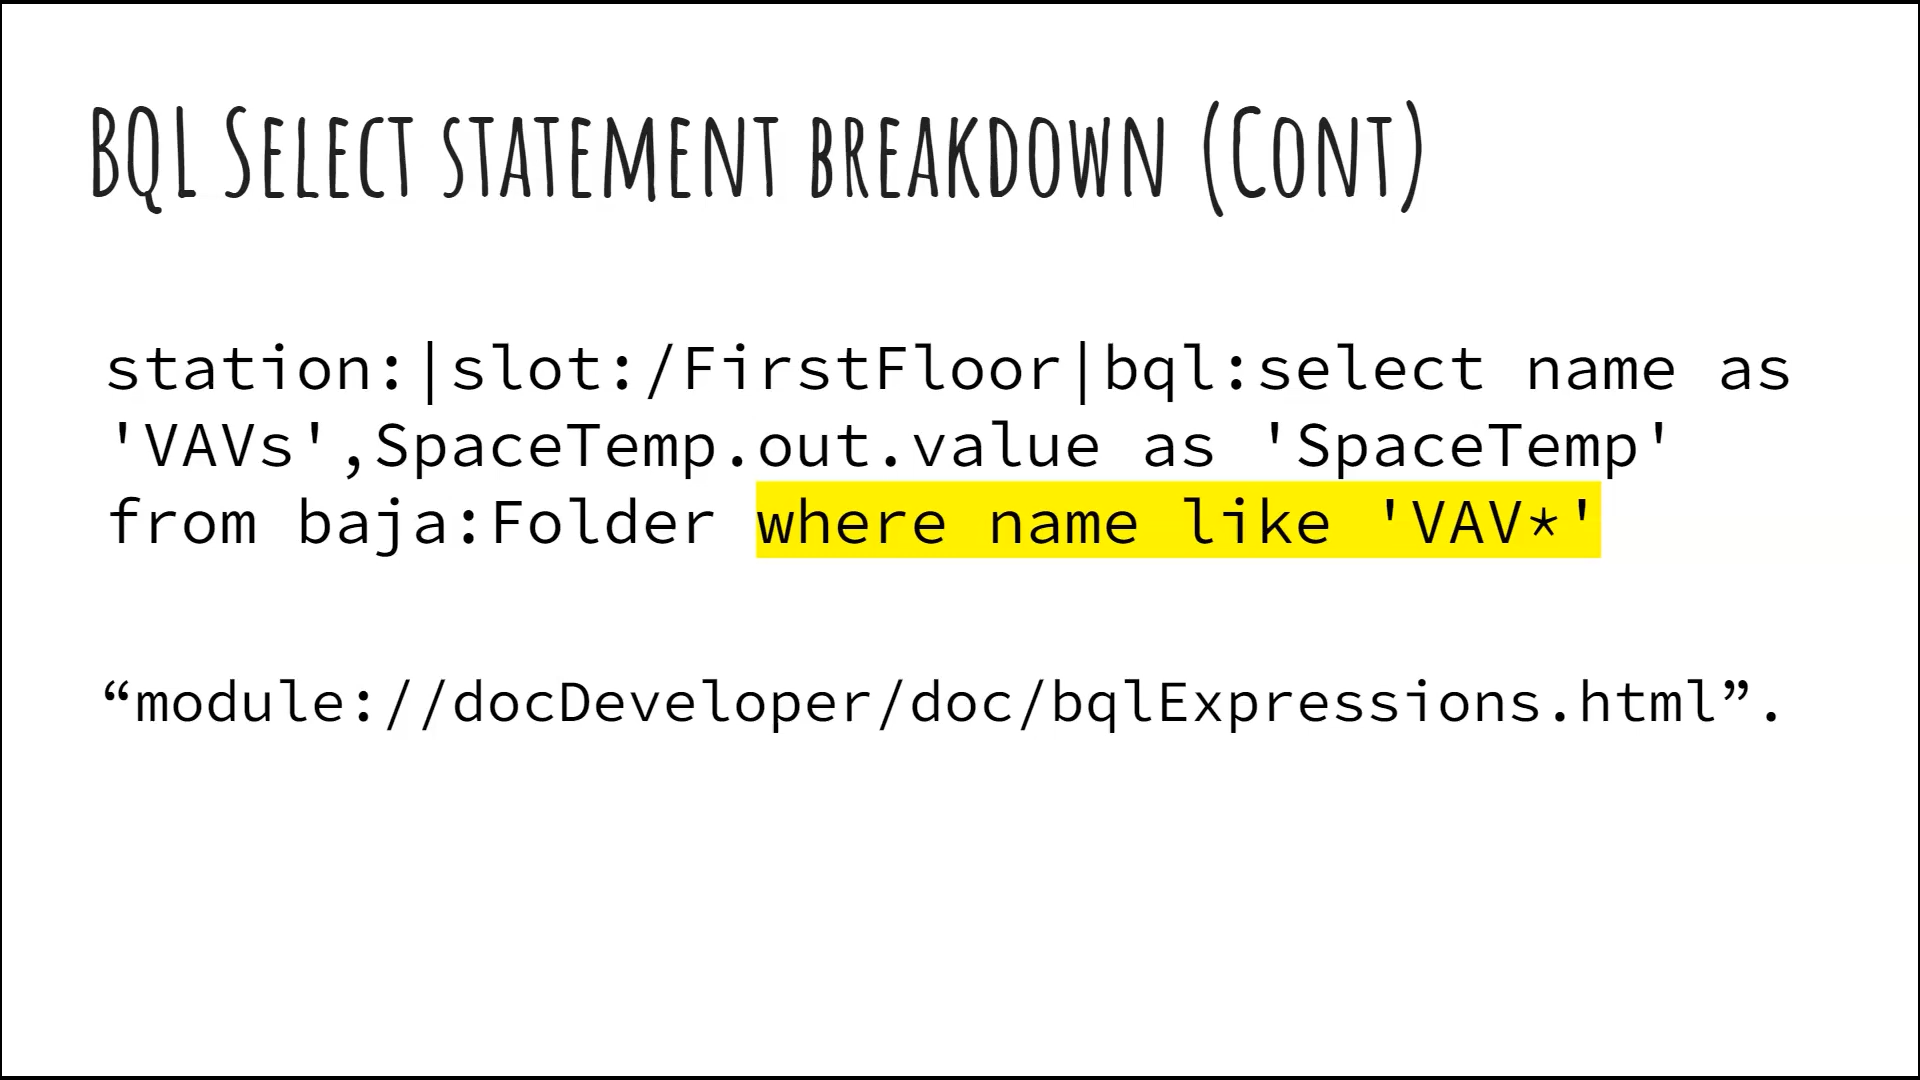 BQL Select statement breakdown (Cont)
station:|slot:/FirstFloor|bql:select name as
'VAVs',SpaceTemp.out.value as 'SpaceTemp'
from baja:Folder where name like 'VAV*'
“module://docDeveloper/doc/bqlExpressions.html”.